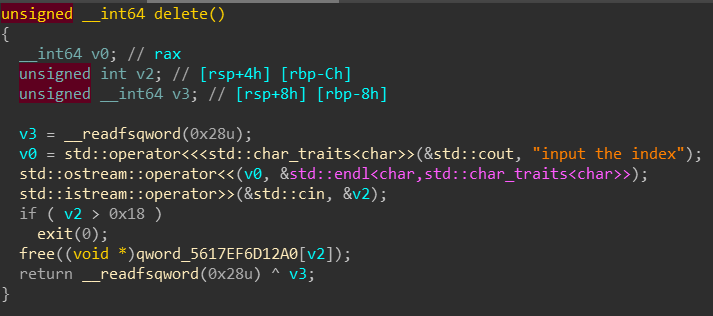 unsigned __int64 delete()
{
  __int64 v0; // rax
  unsigned int v2; // [rsp+4h] [rbp-Ch]
  unsigned __int64 v3; // [rsp+8h] [rbp-8h]

  v3 = __readfsqword(0x28u);
  v0 = std::operator<<<std::char_traits<char>>(&std::cout, "input the index");
  std::ostream::operator<<(v0, &std::endl<char,std::char_traits<char>>);
  std::istream::operator>>(&std::cin, &v2);
  if ( v2 > 0x18 )
    exit(0);
  free((void *)qword_5617EF6D12A0[v2]);
  return __readfsqword(0x28u) ^ v3;
}